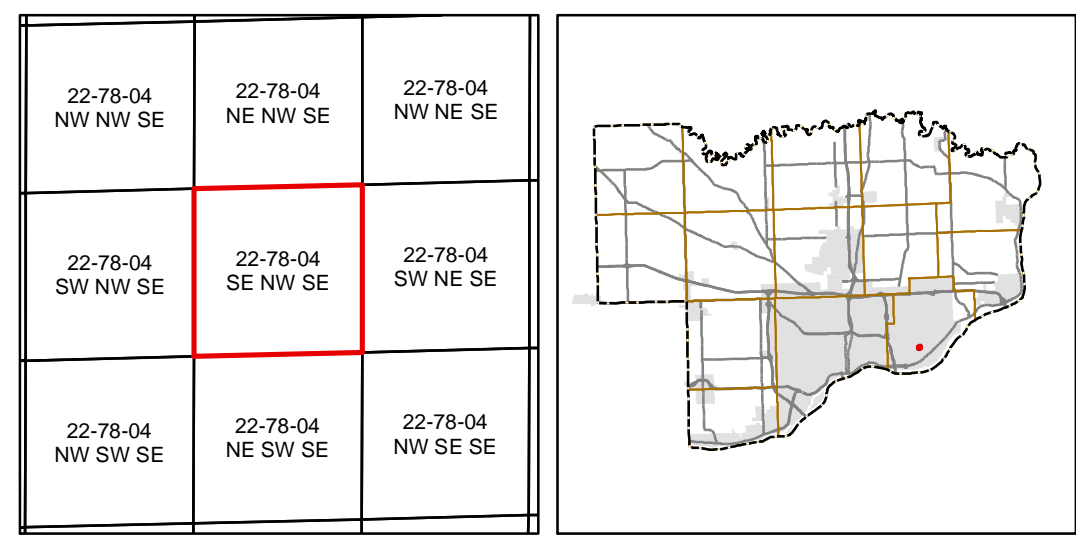 22-78-04
NW NW SE
22-78-04
NE NW SE
22-78-04
NW NE SE
22-78-04
SW NW SE
22-78-04
SE NW SE
22-78-04
SW NE SE
22-78-04
NW SW SE
22-78-04
NE SW SE
22-78-04
NW SE SE